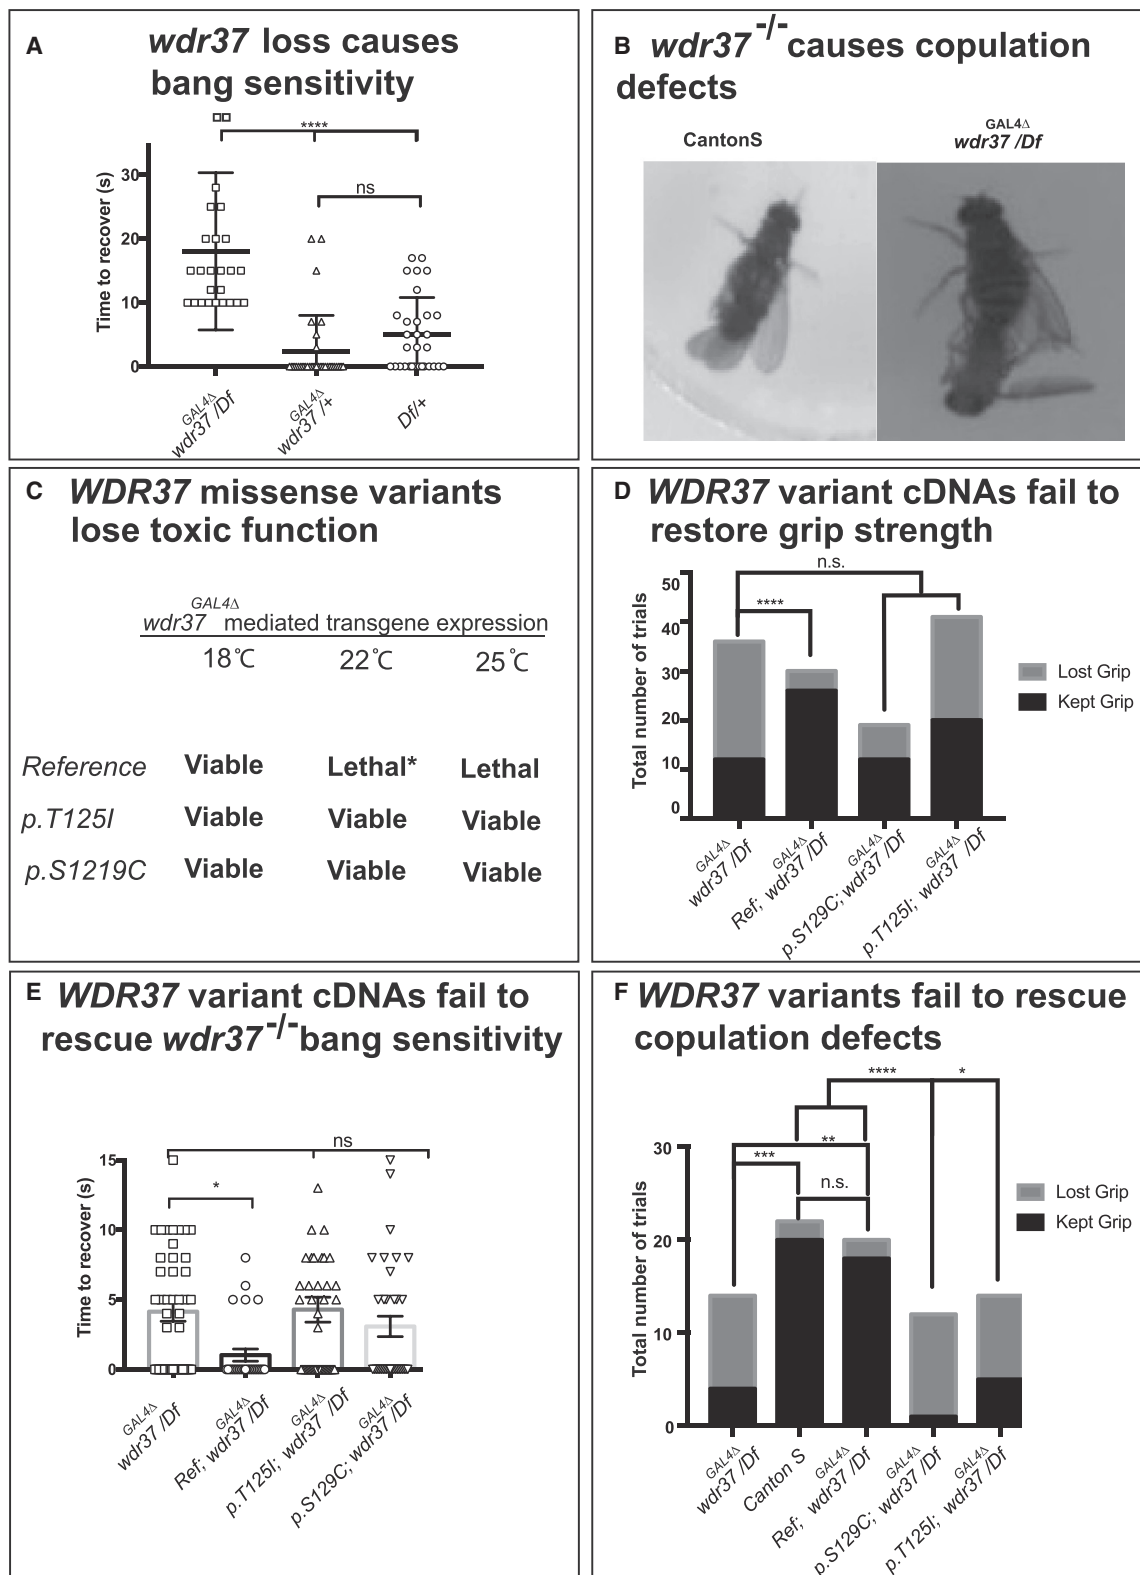 A wdr37 loss causes
bang sensitivity
****
ns
Time to recover (s)
30
20
10
0
GAL4Δ
wdr37 /Df
GAL4Δ
wdr37 /+
Df/+
B wdr37 -/- causes copulation
defects
CantonS
GAL4Δ
wdr37 /Df
C WDR37 missense variants
lose toxic function
GAL4Δ
wdr37 mediated transgene expression
18℃ 22℃ 25℃
Reference Viable Lethal* Lethal
p.T125I Viable Viable Viable
p.S1219C Viable Viable Viable
D WDR37 variant cDNAs fail to
restore grip strength
n.s.
****
Total number of trials
50
40
30
20
10
0
Lost Grip
Kept Grip
GAL4Δ
wdr37 /Df
GAL4Δ
Ref; wdr37 /Df
GAL4Δ
p.S129C; wdr37 /Df
GAL4Δ
p.T125I; wdr37 /Df
E WDR37 variant cDNAs fail to
rescue wdr37 -/- bang sensitivity
ns
*
Time to recover (s)
15
10
5
0
GAL4Δ
wdr37 /Df
GAL4Δ
Ref; wdr37 /Df
GAL4Δ
p.T125I; wdr37 /Df
GAL4Δ
p.S129C; wdr37 /Df
F WDR37 variants fail to rescue
copulation defects
**** *
**
***
n.s.
Total number of trials
30
20
10
0
Lost Grip
Kept Grip
GAL4Δ
wdr37 /Df
Canton S
GAL4Δ
Ref; wdr37 /Df
GAL4Δ
p.S129C; wdr37 /Df
GAL4Δ
p.T125I; wdr37 /Df